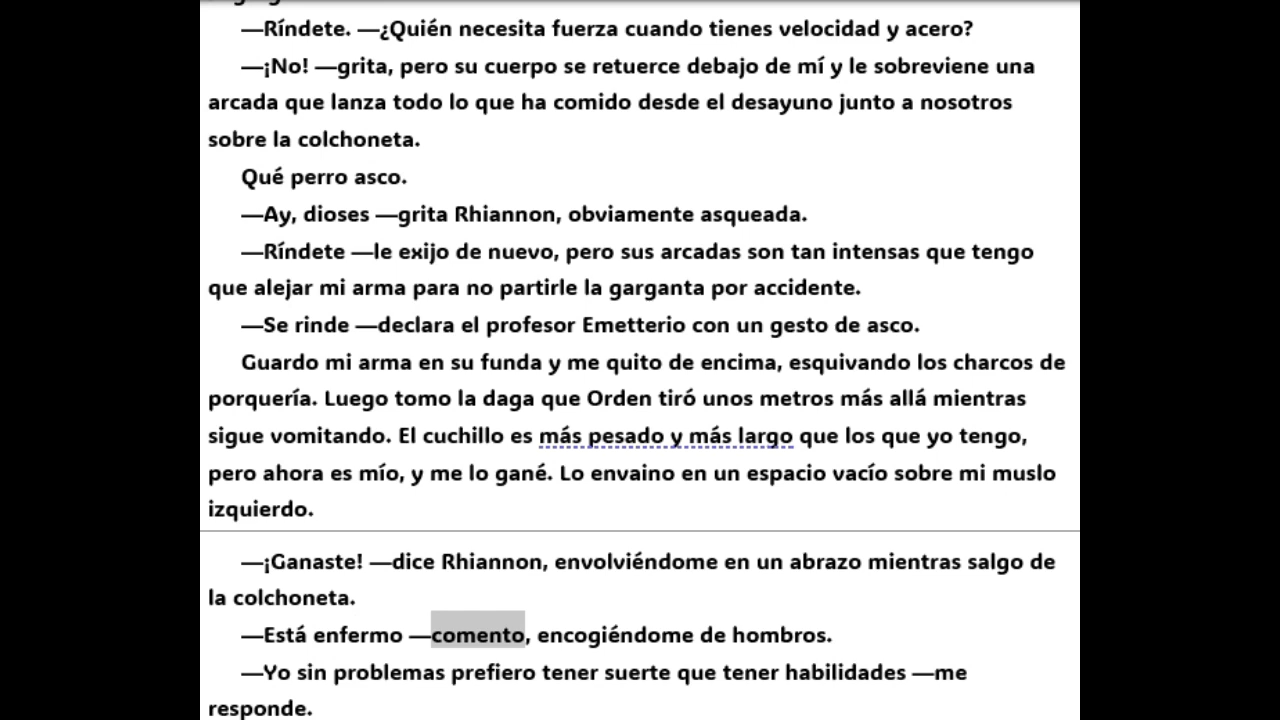 —Ríndete. —¿Quién necesita fuerza cuando tienes velocidad y acero?
—¡No! —grita, pero su cuerpo se retuerce debajo de mí y le sobreviene una
arcada que lanza todo lo que ha comido desde el desayuno junto a nosotros
sobre la colchoneta.
Qué perro asco.
—Ay, dioses —grita Rhiannon, obviamente asqueada.
—Ríndete —le exijo de nuevo, pero sus arcadas son tan intensas que tengo
que alejar mi arma para no partirle la garganta por accidente.
—Se rinde —declara el profesor Emetterio con un gesto de asco.
Guardo mi arma en su funda y me quito de encima, esquivando los charcos de
porquería. Luego tomo la daga que Orden tiró unos metros más allá mientras
sigue vomitando. El cuchillo es más pesado y más largo que los que yo tengo,
pero ahora es mío, y me lo gané. Lo envaino en un espacio vacío sobre mi muslo
izquierdo.
—¡Ganaste! —dice Rhiannon, envolviéndome en un abrazo mientras salgo de
la colchoneta.
—Está enfermo —comento, encogiéndome de hombros.
—Yo sin problemas prefiero tener suerte que tener habilidades —me
responde.